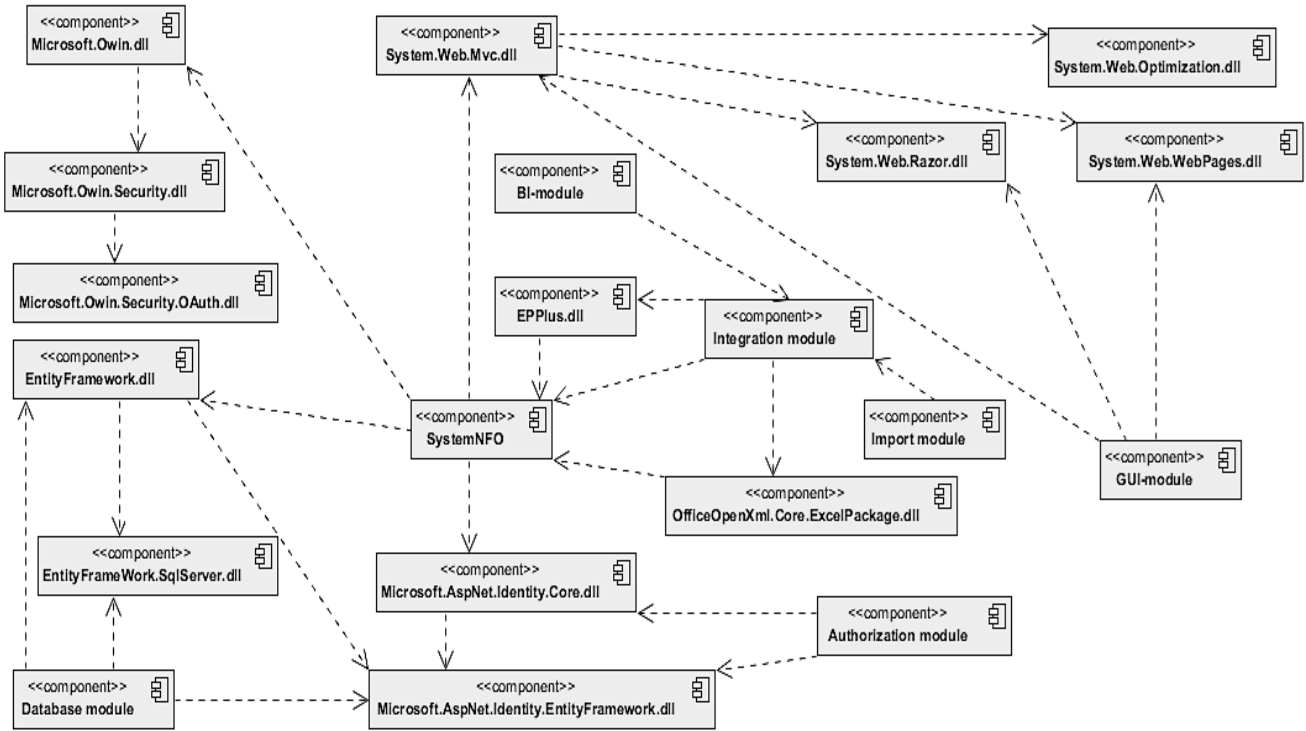 <<component>>
Microsoft.Owin.dll
<<component>>
System.Web.Mvc.dll
<<component>>
System.Web.Optimization.dll
<<component>>
Microsoft.Owin.Security.dll
<<component>>
BI-module
<<component>>
System.Web.Razor.dll
<<component>>
System.Web.WebPages.dll
<<component>>
Microsoft.Owin.Security.OAuth.dll
<<component>>
EPPlus.dll
<<component>>
Integration module
<<component>>
EntityFramework.dll
<<component>>
SystemNFO
<<component>>
Import module
<<component>>
GUI-module
<<component>>
OfficeOpenXml.Core.ExcelPackage.dll
<<component>>
EntityFrameWork.SqlServer.dll
<<component>>
Microsoft.AspNet.Identity.Core.dll
<<component>>
Authorization module
<<component>>
Database module
<<component>>
Microsoft.AspNet.Identity.EntityFramework.dll